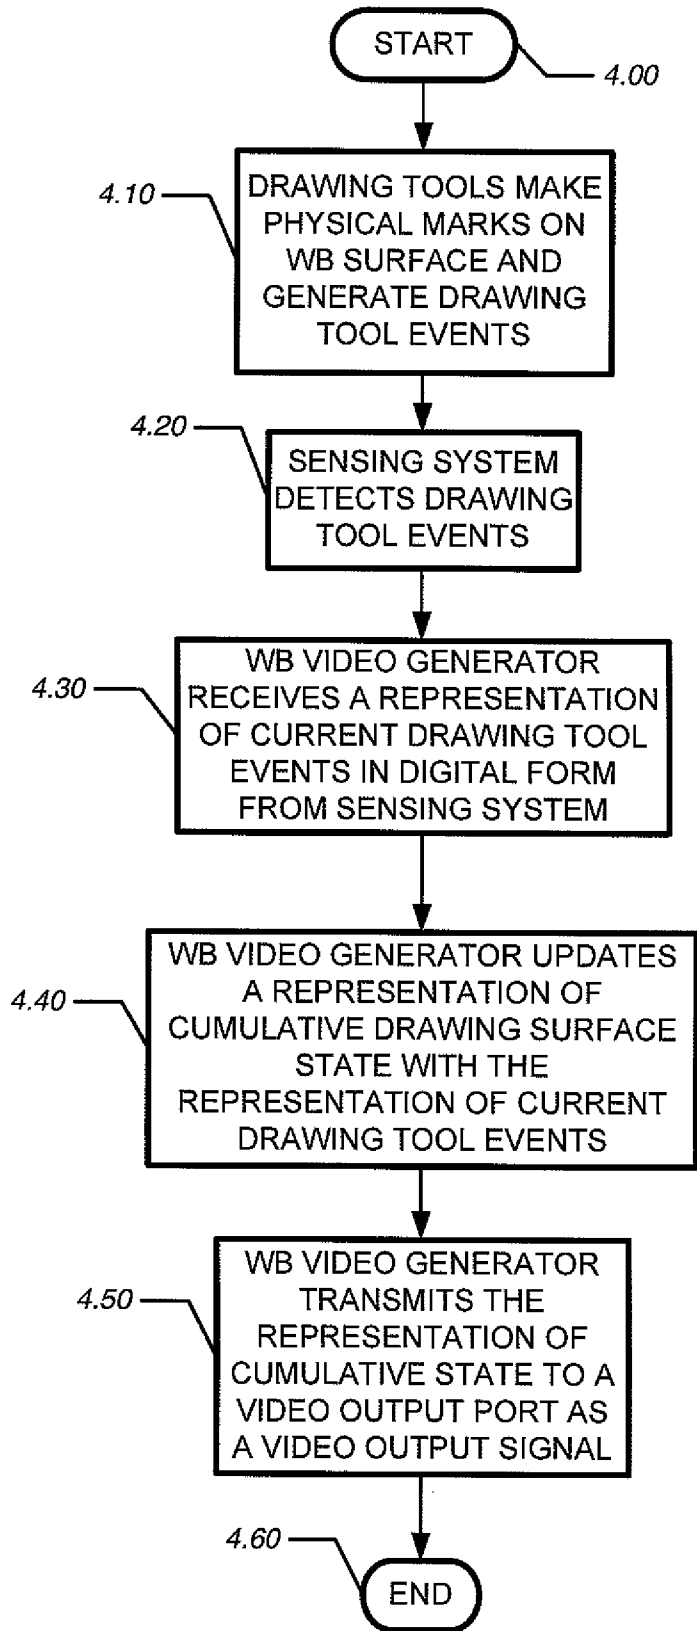 START
4.00
4.10
DRAWING TOOLS MAKE
PHYSICAL MARKS ON
WB SURFACE AND
GENERATE DRAWING
TOOL EVENTS
4.20
SENSING SYSTEM
DETECTS DRAWING
TOOL EVENTS
4.30
WB VIDEO GENERATOR
RECEIVES A REPRESENTATION
OF CURRENT DRAWING TOOL
EVENTS IN DIGITAL FORM
FROM SENSING SYSTEM
4.40
WB VIDEO GENERATOR UPDATES
A REPRESENTATION OF
CUMULATIVE DRAWING SURFACE
STATE WITH THE
REPRESENTATION OF CURRENT
DRAWING TOOL EVENTS
4.50
WB VIDEO GENERATOR
TRANSMITS THE
REPRESENTATION OF
CUMULATIVE STATE TO A
VIDEO OUTPUT PORT AS
A VIDEO OUTPUT SIGNAL
4.60
END